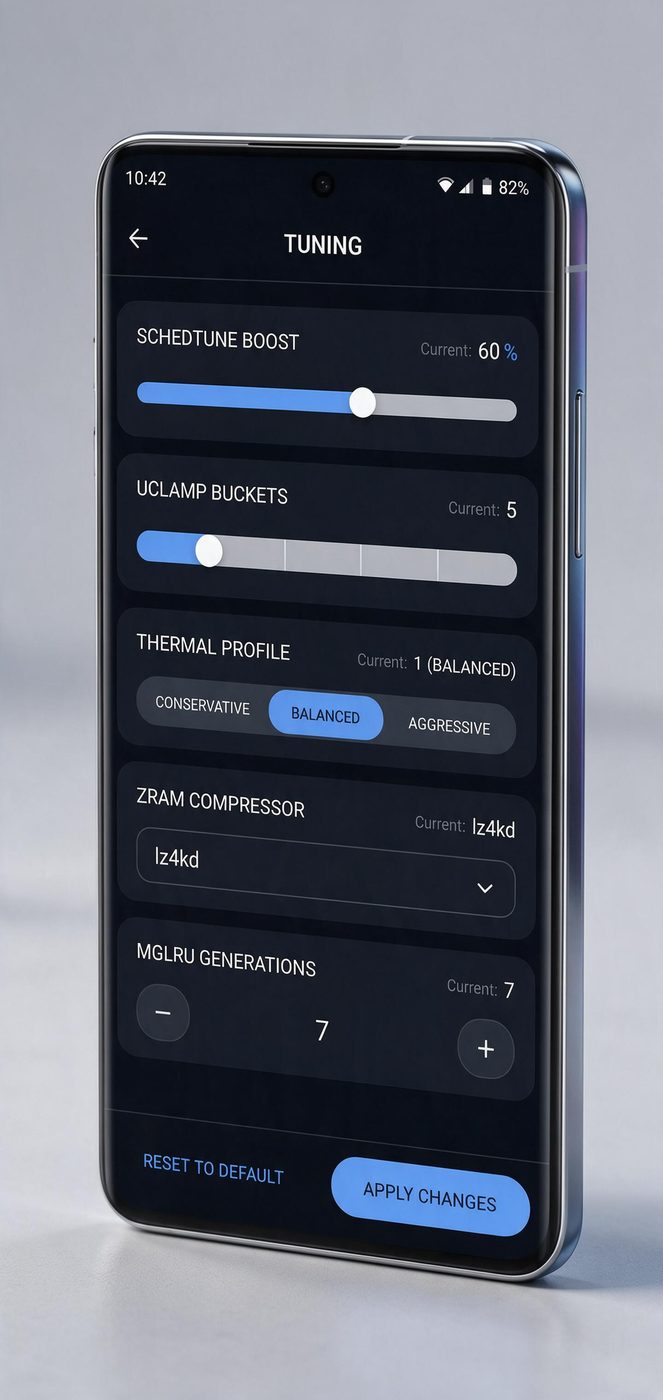 10:42
82%
TUNING
SCHEDTUNE BOOST
Current: 60 %
UCLAMP BUCKETS
Current: 5
THERMAL PROFILE
Current: 1 (BALANCED)
CONSERVATIVE
BALANCED
AGGRESSIVE
ZRAM COMPRESSOR
Current: lz4kd
lz4kd
MGLRU GENERATIONS
Current: 7
−
7
+
RESET TO DEFAULT
APPLY CHANGES